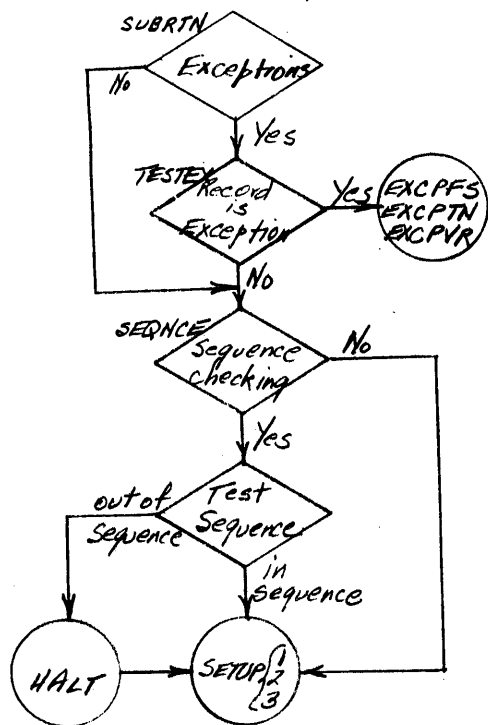 SUBRTN
Exceptions
No
Yes
TESTEX
Record
is
Exception
Yes
EXCPFS
EXCPTN
EXCPVR
No
SEQNCE
Sequence
checking
No
Yes
Test
Sequence
out of
Sequence
in
sequence
HALT
SETUP { 1
2
3